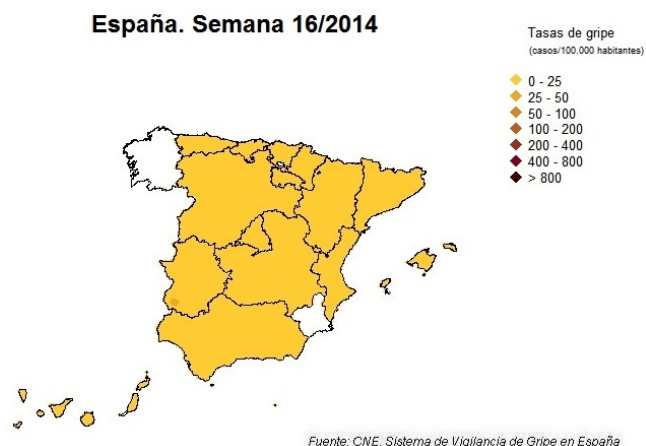 España. Semana 16/2014
Tasas de gripe
(casos/100.000 habitantes)
0 - 25
25 - 50
50 - 100
100 - 200
200 - 400
400 - 800
> 800
Fuente: CNE. Sistema de Vigilancia de Gripe en España